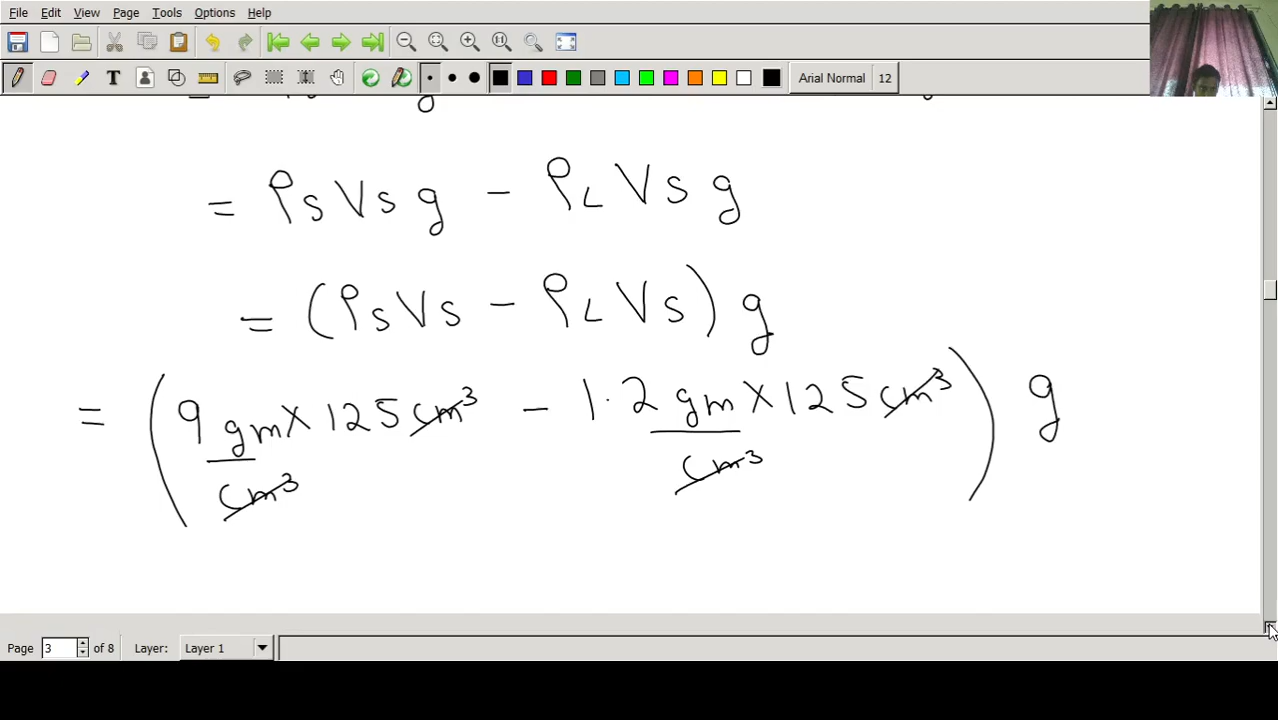 File Edit View Page Tools Options Help
Arial Normal 12
= ρs Vs g − ρL Vs g
= (ρs Vs − ρL Vs) g
= (9 gm/cm³ X 125 cm³ − 1.2 gm/cm³ X 125 cm³) g
Page 3 of 8 Layer: Layer 1